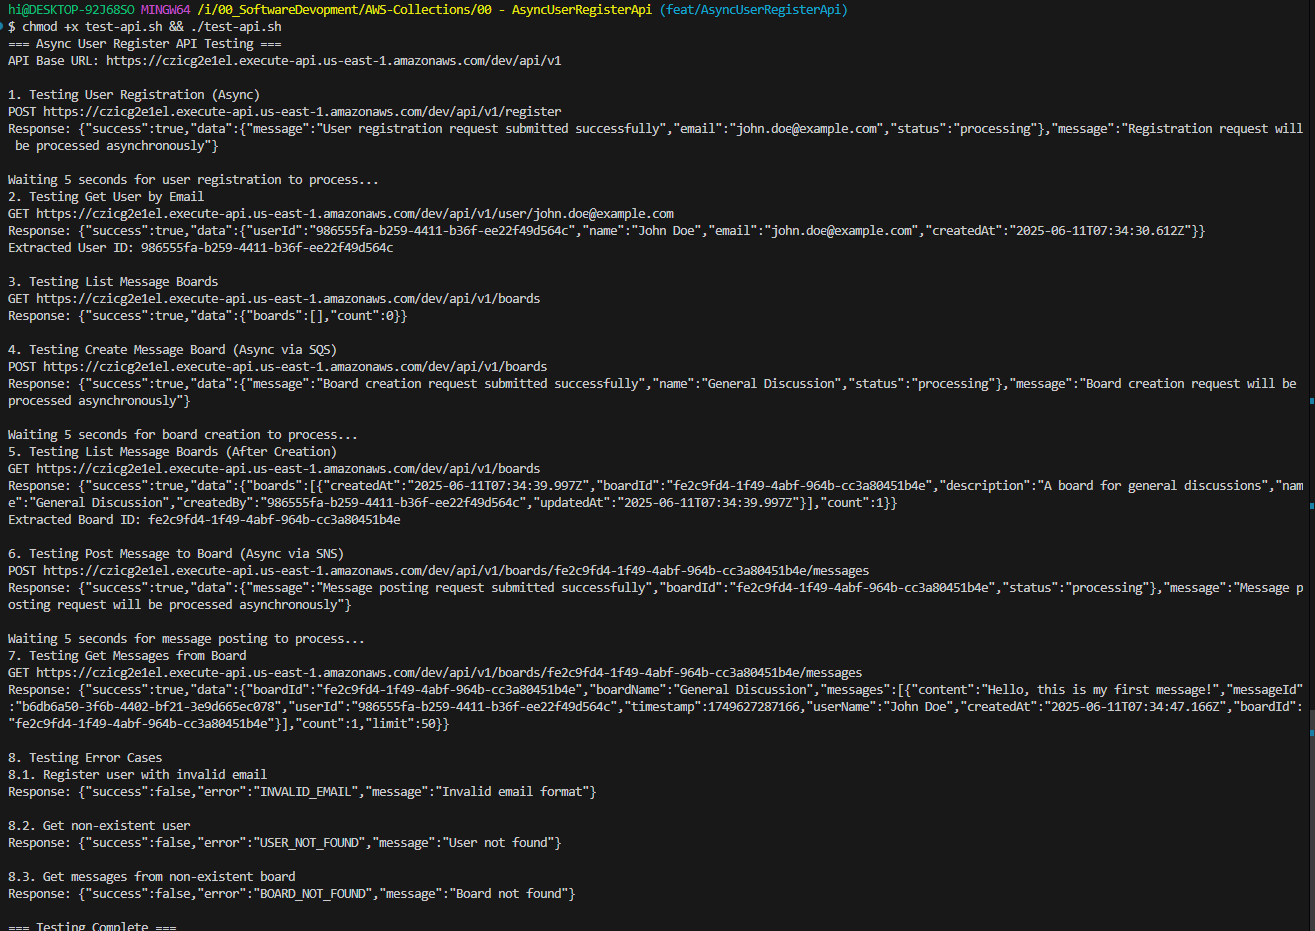 hi@DESKTOP-92J68SO MINGW64 /i/00_SoftwareDevopment/AWS-Collections/00 - AsyncUserRegisterApi (feat/AsyncUserRegisterApi)
$ chmod +x test-api.sh && ./test-api.sh
=== Async User Register API Testing ===
API Base URL: https://czicg2e1el.execute-api.us-east-1.amazonaws.com/dev/api/v1
1. Testing User Registration (Async)
POST https://czicg2e1el.execute-api.us-east-1.amazonaws.com/dev/api/v1/register
Response: {"success":true,"data":{"message":"User registration request submitted successfully","email":"john.doe@example.com","status":"processing"},"message":"Registration request will
 be processed asynchronously"}
Waiting 5 seconds for user registration to process...
2. Testing Get User by Email
GET https://czicg2e1el.execute-api.us-east-1.amazonaws.com/dev/api/v1/user/john.doe@example.com
Response: {"success":true,"data":{"userId":"986555fa-b259-4411-b36f-ee22f49d564c","name":"John Doe","email":"john.doe@example.com","createdAt":"2025-06-11T07:34:30.612Z"}}
Extracted User ID: 986555fa-b259-4411-b36f-ee22f49d564c
3. Testing List Message Boards
GET https://czicg2e1el.execute-api.us-east-1.amazonaws.com/dev/api/v1/boards
Response: {"success":true,"data":{"boards":[],"count":0}}
4. Testing Create Message Board (Async via SQS)
POST https://czicg2e1el.execute-api.us-east-1.amazonaws.com/dev/api/v1/boards
Response: {"success":true,"data":{"message":"Board creation request submitted successfully","name":"General Discussion","status":"processing"},"message":"Board creation request will be
processed asynchronously"}
Waiting 5 seconds for board creation to process...
5. Testing List Message Boards (After Creation)
GET https://czicg2e1el.execute-api.us-east-1.amazonaws.com/dev/api/v1/boards
Response: {"success":true,"data":{"boards":[{"createdAt":"2025-06-11T07:34:39.997Z","boardId":"fe2c9fd4-1f49-4abf-964b-cc3a80451b4e","description":"A board for general discussions","nam
e":"General Discussion","createdBy":"986555fa-b259-4411-b36f-ee22f49d564c","updatedAt":"2025-06-11T07:34:39.997Z"}],"count":1}}
Extracted Board ID: fe2c9fd4-1f49-4abf-964b-cc3a80451b4e
6. Testing Post Message to Board (Async via SNS)
POST https://czicg2e1el.execute-api.us-east-1.amazonaws.com/dev/api/v1/boards/fe2c9fd4-1f49-4abf-964b-cc3a80451b4e/messages
Response: {"success":true,"data":{"message":"Message posting request submitted successfully","boardId":"fe2c9fd4-1f49-4abf-964b-cc3a80451b4e","status":"processing"},"message":"Message p
osting request will be processed asynchronously"}
Waiting 5 seconds for message posting to process...
7. Testing Get Messages from Board
GET https://czicg2e1el.execute-api.us-east-1.amazonaws.com/dev/api/v1/boards/fe2c9fd4-1f49-4abf-964b-cc3a80451b4e/messages
Response: {"success":true,"data":{"boardId":"fe2c9fd4-1f49-4abf-964b-cc3a80451b4e","boardName":"General Discussion","messages":[{"content":"Hello, this is my first message!","messageId"
:"b6db6a50-3f6b-4402-bf21-3e9d665ec078","userId":"986555fa-b259-4411-b36f-ee22f49d564c","timestamp":1749627287166,"userName":"John Doe","createdAt":"2025-06-11T07:34:47.166Z","boardId":
"fe2c9fd4-1f49-4abf-964b-cc3a80451b4e"}],"count":1,"limit":50}}
8. Testing Error Cases
8.1. Register user with invalid email
Response: {"success":false,"error":"INVALID_EMAIL","message":"Invalid email format"}
8.2. Get non-existent user
Response: {"success":false,"error":"USER_NOT_FOUND","message":"User not found"}
8.3. Get messages from non-existent board
Response: {"success":false,"error":"BOARD_NOT_FOUND","message":"Board not found"}
=== Testing Complete ===